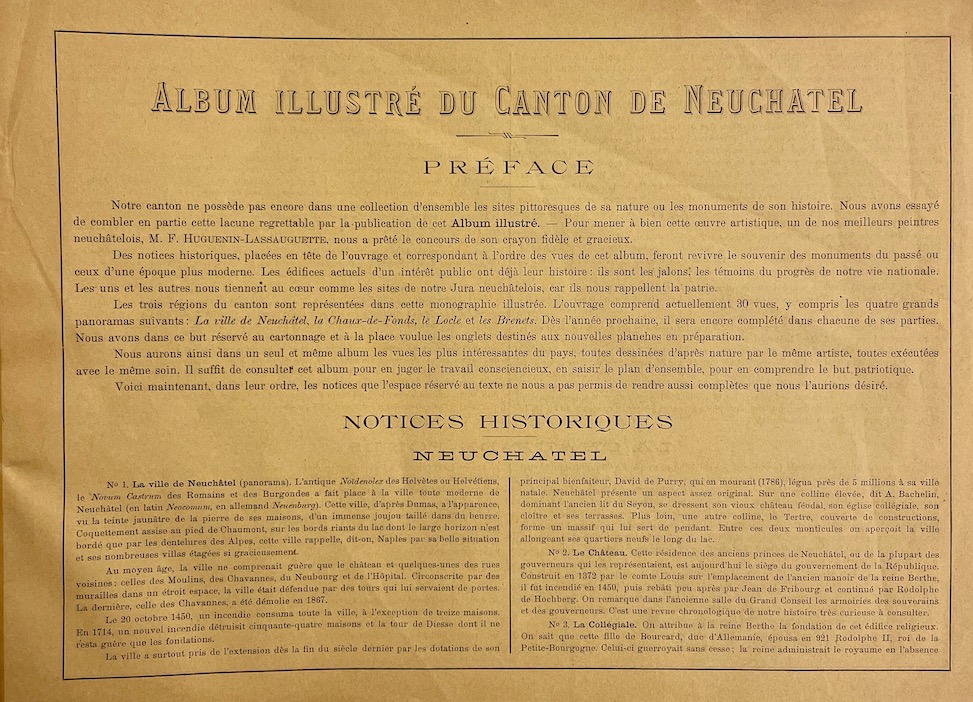 ALBUM ILLUSTRÉ DU CANTON DE NEUCHATEL
PRÉFACE
Notre canton ne possède pas encore dans une collection d'ensemble les sites pittoresques de sa nature ou les monuments de son histoire. Nous avons essayé
de combler en partie cette lacune regrettable par la publication de cet Album illustré. — Pour mener à bien cette œuvre artistique, un de nos meilleurs peintres
neuchâtelois, M. F. HUGUENIN-LASSAUGUETTE, nous a prêté le concours de son crayon fidèle et gracieux.
Des notices historiques, placées en tête de l'ouvrage et correspondant à l'ordre des vues de cet album, feront revivre le souvenir des monuments du passé ou
ceux d'une époque plus moderne. Les édifices actuels d'un intérêt public ont déjà leur histoire: ils sont les jalons, les témoins du progrès de notre vie nationale.
Les uns et les autres nous tiennent au cœur comme les sites de notre Jura neuchâtelois, car ils nous rappellent la patrie.
Les trois régions du canton sont représentées dans cette monographie illustrée. L'ouvrage comprend actuellement 30 vues, y compris les quatre grands
panoramas suivants: La ville de Neuchâtel, la Chaux-de-Fonds, le Locle et les Brenets. Dès l'année prochaine, il sera encore complété dans chacune de ses parties.
Nous avons dans ce but réservé au cartonnage et à la place voulue les onglets destinés aux nouvelles planches en préparation.
Nous aurons ainsi dans un seul et même album les vues les plus intéressantes du pays, toutes dessinées d'après nature par le même artiste, toutes exécutées
avec le même soin. Il suffit de consulter cet album pour en juger le travail consciencieux, en saisir le plan d'ensemble, pour en comprendre le but patriotique.
Voici maintenant, dans leur ordre, les notices que l'espace réservé au texte ne nous a pas permis de rendre aussi complètes que nous l'aurions désiré.
NOTICES HISTORIQUES
NEUCHATEL
No 1. La ville de Neuchâtel (panorama). L'antique Noïdenolex des Helvètes ou Helvétiens,
le Novum Castrum des Romains et des Burgondes a fait place à la ville toute moderne de
Neuchâtel (en latin Neocomum, en allemand Neuenburg). Cette ville, d'après Dumas, a l'apparence,
vu la teinte jaunâtre de la pierre de ses maisons, d'un immense joujou taillé dans du beurre.
Coquettement assise au pied de Chaumont, sur les bords riants du lac dont le large horizon n'est
bordé que par les dentelures des Alpes, cette ville rappelle, dit-on, Naples par sa belle situation
et ses nombreuses villas étagées si gracieusement.
Au moyen âge, la ville ne comprenait guère que le château et quelques-unes des rues
voisines: celles des Moulins, des Chavannes, du Neubourg et de l'Hôpital. Circonscrite par des
murailles dans un étroit espace, la ville était défendue par des tours qui lui servaient de portes.
La dernière, celle des Chavannes, a été démolie en 1867.
Le 20 octobre 1450, un incendie consuma toute la ville, à l'exception de treize maisons.
En 1714, un nouvel incendie détruisit cinquante-quatre maisons et la tour de Diesse dont il ne
resta guère que les fondations.
La ville a surtout pris de l'extension dès la fin du siècle dernier par les dotations de son
principal bienfaiteur, David de Purry, qui en mourant (1786), légua près de 5 millions à sa ville
natale. Neuchâtel présente un aspect assez original. Sur une colline élevée, dit A. Bachelin,
dominant l'ancien lit du Seyon, se dressent son vieux château féodal, son église collégiale, son
cloître et ses terrasses. Plus loin, une autre colline, le Tertre, couverte de constructions,
forme un massif qui lui sert de pendant. Entre ces deux monticules on aperçoit la ville
allongeant ses quartiers neufs le long du lac.
No 2. Le Château. Cette résidence des anciens princes de Neuchâtel, ou de la plupart des
gouverneurs qui les représentaient, est aujourd'hui le siège du gouvernement de la République.
Construit en 1372 par le comte Louis sur l'emplacement de l'ancien manoir de la reine Berthe,
il fût incendié en 1450, puis rebâti peu après par Jean de Fribourg et continué par Rodolphe
de Hochberg. On remarque dans l'ancienne salle du Grand Conseil les armoiries des souverains
et des gouverneurs. C'est une revue chronologique de notre histoire très curieuse à consulter.
No 3. La Collégiale. On attribue à la reine Berthe la fondation de cet édifice religieux.
On sait que cette fille de Bourcard, duc d'Allemanie, épousa en 921 Rodolphe II, roi de la
Petite-Bourgogne. Celui-ci guerroyait sans cesse; la reine administrait le royaume en l'absence